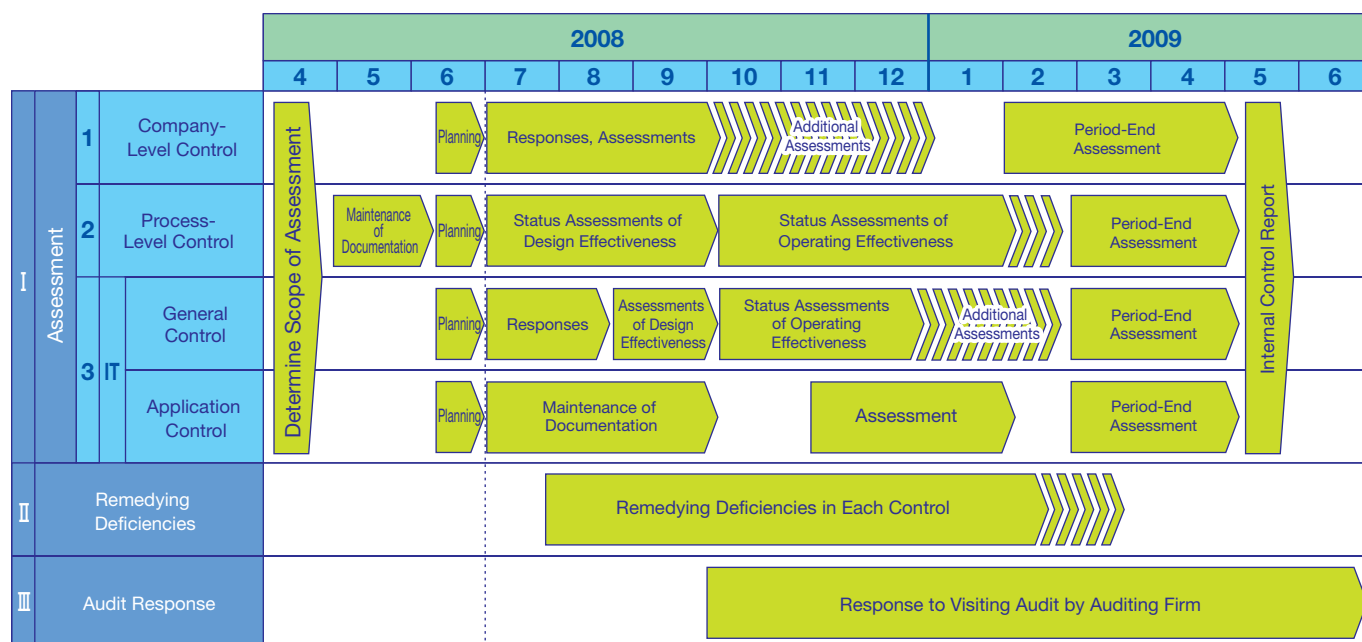 2008
2009
4 5 6 7 8 9 10 11 12 1 2 3 4 5 6
Ⅰ
Assessment
1
Company-
Level Control
Determine Scope of Assessment
Planning
Responses, Assessments
Additional
Assessments
Period-End
Assessment
Internal Control Report
2
Process-
Level Control
Maintenance
of
Documentation
Planning
Status Assessments of
Design Effectiveness
Status Assessments of
Operating Effectiveness
Period-End
Assessment
3
IT
General
Control
Planning
Responses
Assessments
of Design
Effectiveness
Status Assessments
of Operating
Effectiveness
Additional
Assessments
Period-End
Assessment
Application
Control
Planning
Maintenance of
Documentation
Assessment
Period-End
Assessment
Ⅱ
Remedying
Deficiencies
Remedying Deficiencies in Each Control
Ⅲ
Audit Response
Response to Visiting Audit by Auditing Firm